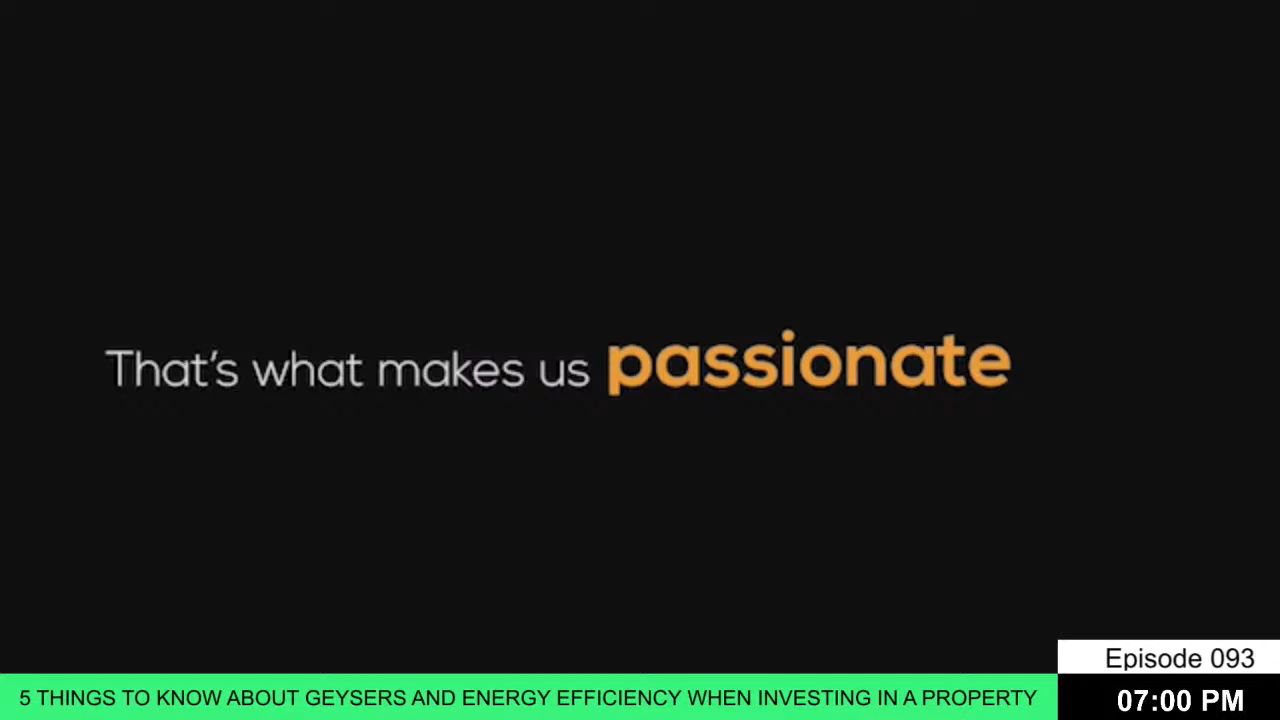 That's what makes us passionate
Episode 093
5 THINGS TO KNOW ABOUT GEYSERS AND ENERGY EFFICIENCY WHEN INVESTING IN A PROPERTY
07:00 PM